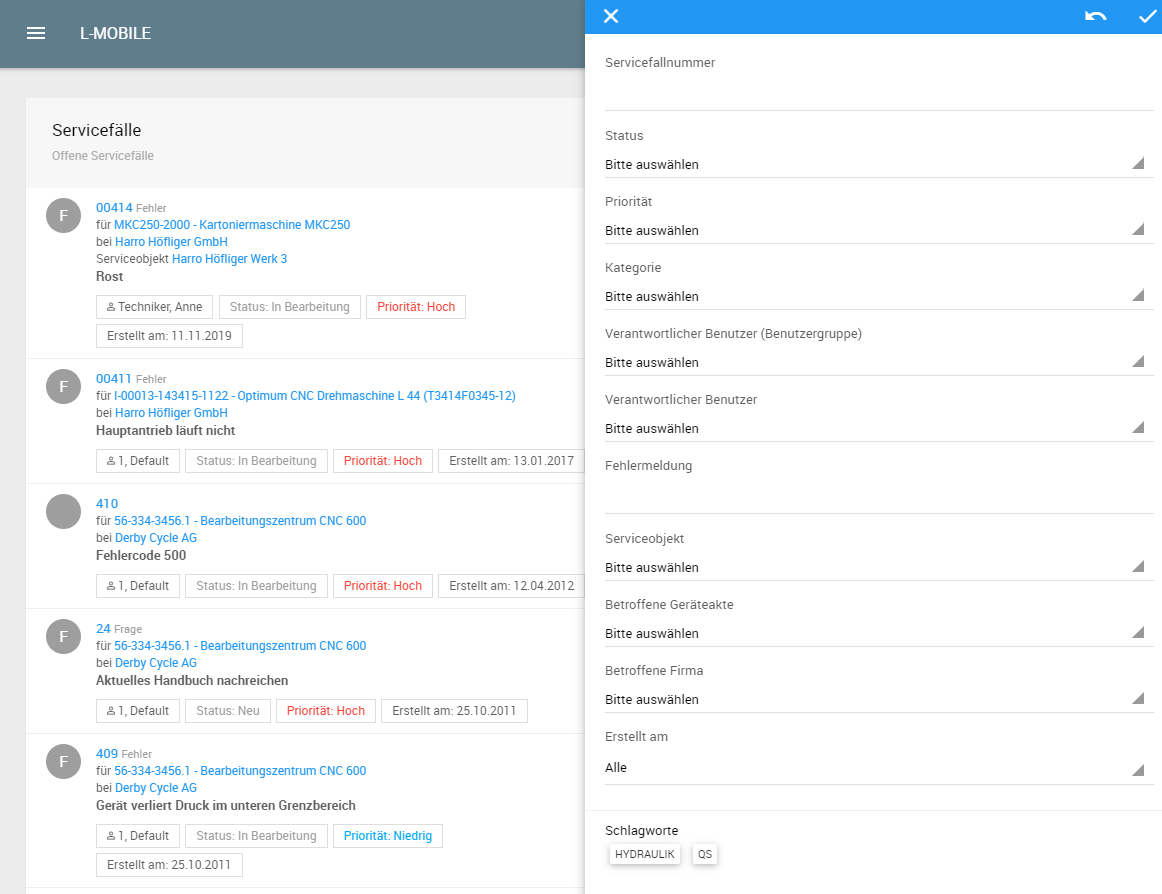 L-MOBILE
Servicefälle
Offene Servicefälle
F
00414 Fehler
für MKC250-2000 - Kartoniermaschine MKC250
bei Harro Höfliger GmbH
Serviceobjekt Harro Höfliger Werk 3
Rost
Techniker, Anne Status: In Bearbeitung Priorität: Hoch
Erstellt am: 11.11.2019
F
00411 Fehler
für I-00013-143415-1122 - Optimum CNC Drehmaschine L 44 (T3414F0345-12)
bei Harro Höfliger GmbH
Hauptantrieb läuft nicht
1, Default Status: In Bearbeitung Priorität: Hoch Erstellt am: 13.01.2017
410
für 56-334-3456.1 - Bearbeitungszentrum CNC 600
bei Derby Cycle AG
Fehlercode 500
1, Default Status: In Bearbeitung Priorität: Hoch Erstellt am: 12.04.2012
F
24 Frage
für 56-334-3456.1 - Bearbeitungszentrum CNC 600
bei Derby Cycle AG
Aktuelles Handbuch nachreichen
1, Default Status: Neu Priorität: Hoch Erstellt am: 25.10.2011
F
409 Fehler
für 56-334-3456.1 - Bearbeitungszentrum CNC 600
bei Derby Cycle AG
Gerät verliert Druck im unteren Grenzbereich
1, Default Status: In Bearbeitung Priorität: Niedrig
Erstellt am: 25.10.2011
Servicefallnummer
Status
Bitte auswählen
Priorität
Bitte auswählen
Kategorie
Bitte auswählen
Verantwortlicher Benutzer (Benutzergruppe)
Bitte auswählen
Verantwortlicher Benutzer
Bitte auswählen
Fehlermeldung
Serviceobjekt
Bitte auswählen
Betroffene Geräteakte
Bitte auswählen
Betroffene Firma
Bitte auswählen
Erstellt am
Alle
Schlagworte
HYDRAULIK QS